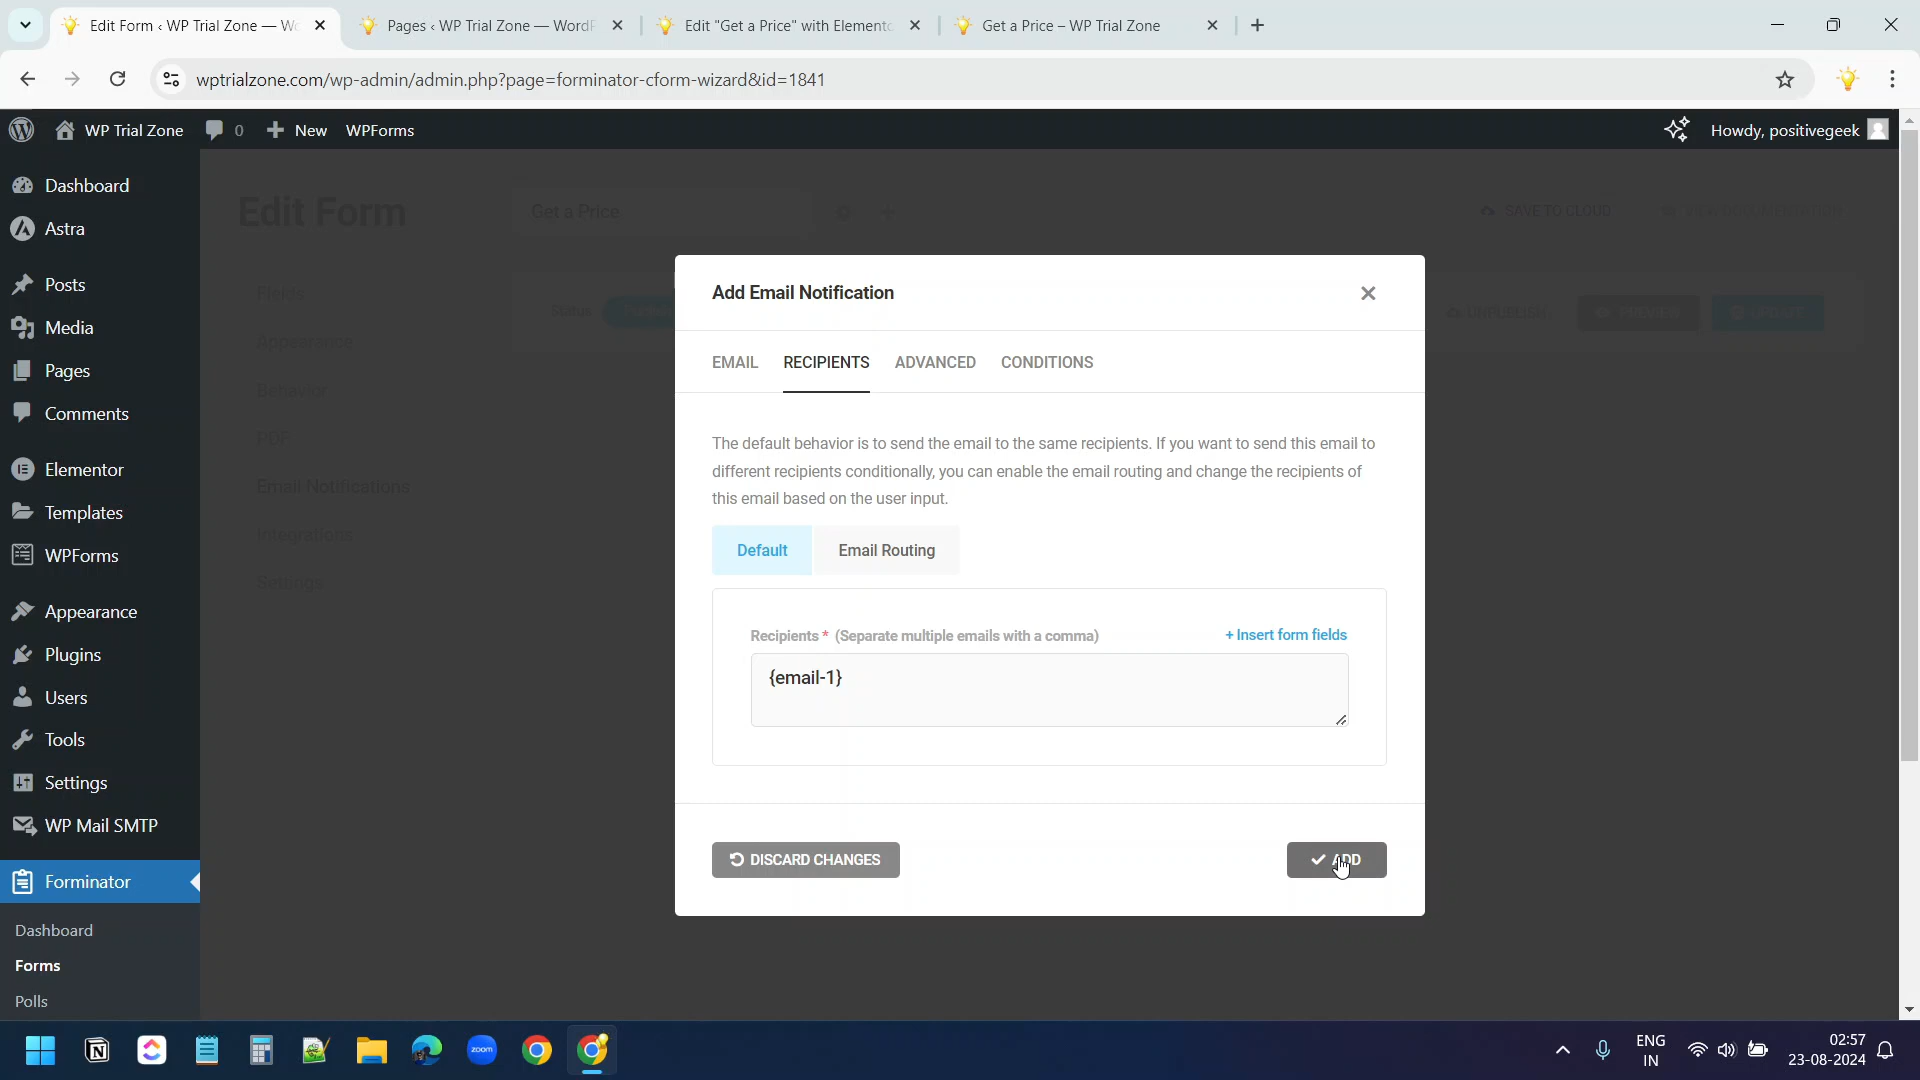 Edit Form ‹ WP Trial Zone — W
Pages ‹ WP Trial Zone — WordP
Edit "Get a Price" with Elemento
Get a Price – WP Trial Zone
wptrialzone.com/wp-admin/admin.php?page=forminator-cform-wizard&id=1841
WP Trial Zone
0
New
WPForms
Howdy, positivegeek
Dashboard
Astra
Posts
Media
Pages
Comments
Elementor
Templates
WPForms
Appearance
Plugins
Users
Tools
Settings
WP Mail SMTP
Forminator
Dashboard
Forms
Polls
Edit Form
Get a Price
SAVE TO CLOUD
Fields
Appearance
Behavior
PDF
Email Notifications
Integrations
Settings
Status
UNPUBLISH
PREVIEW
UPDATE
Add Email Notification
EMAIL
RECIPIENTS
ADVANCED
CONDITIONS
The default behavior is to send the email to the same recipients. If you want to send this email to
different recipients conditionally, you can enable the email routing and change the recipients of
this email based on the user input.
Default
Email Routing
Recipients * (Separate multiple emails with a comma)
+ Insert form fields
{email-1}
DISCARD CHANGES
ADD
zoom
ENG
IN
02:57
23-08-2024